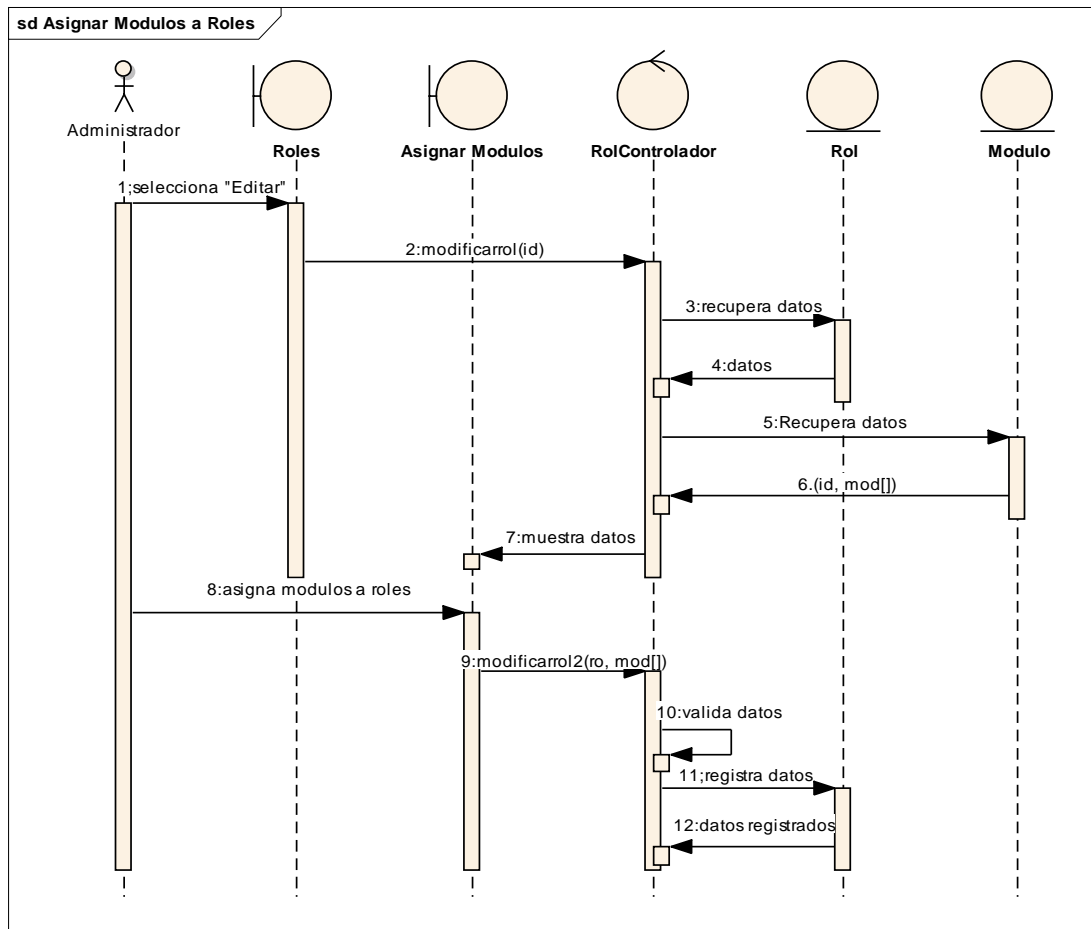 sd Asignar Modulos a Roles
Administrador
Roles
Asignar Modulos
RolControlador
Rol
Modulo
1;selecciona "Editar"
2:modificarrol(id)
3:recupera datos
4:datos
5:Recupera datos
6.(id, mod[])
7:muestra datos
8:asigna modulos a roles
9:modificarrol2(ro, mod[])
10:valida datos
11;registra datos
12:datos registrados